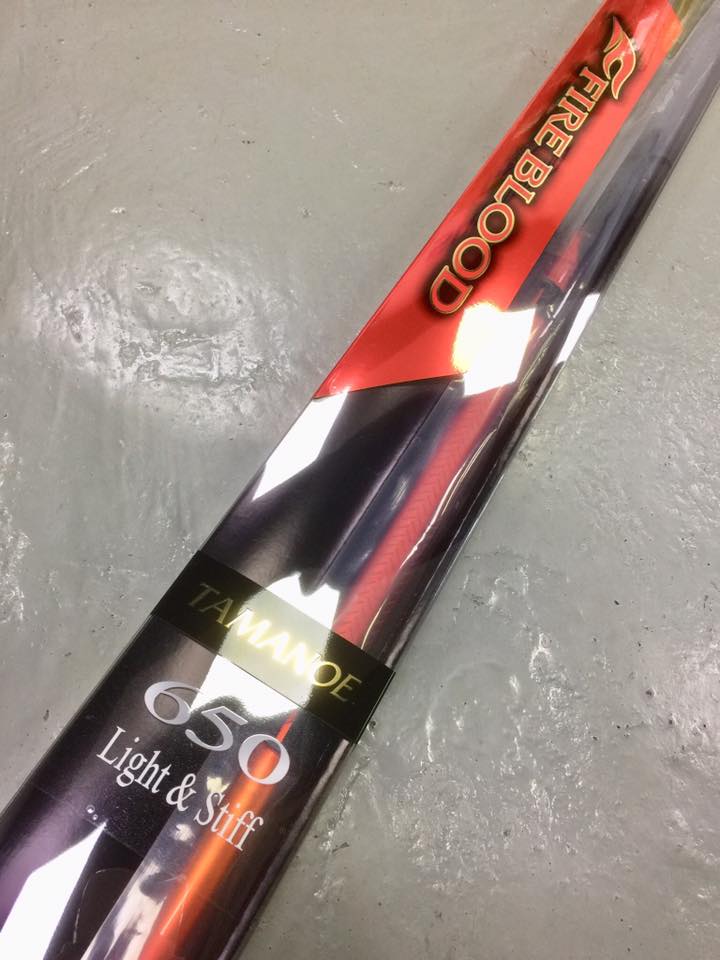 FIRE BLOOD
TAMANOE
650
Light & Stiff